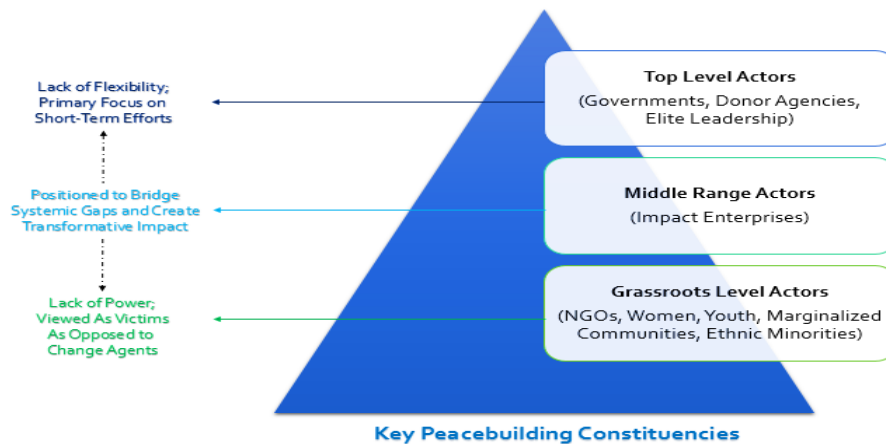 Lack of Flexibility;
Primary Focus on
Short-Term Efforts
Top Level Actors
(Governments, Donor Agencies,
Elite Leadership)
Positioned to Bridge
Systemic Gaps and Create
Transformative Impact
Middle Range Actors
(Impact Enterprises)
Lack of Power;
Viewed As Victims
As Opposed to
Change Agents
Grassroots Level Actors
(NGOs, Women, Youth, Marginalized
Communities, Ethnic Minorities)
Key Peacebuilding Constituencies